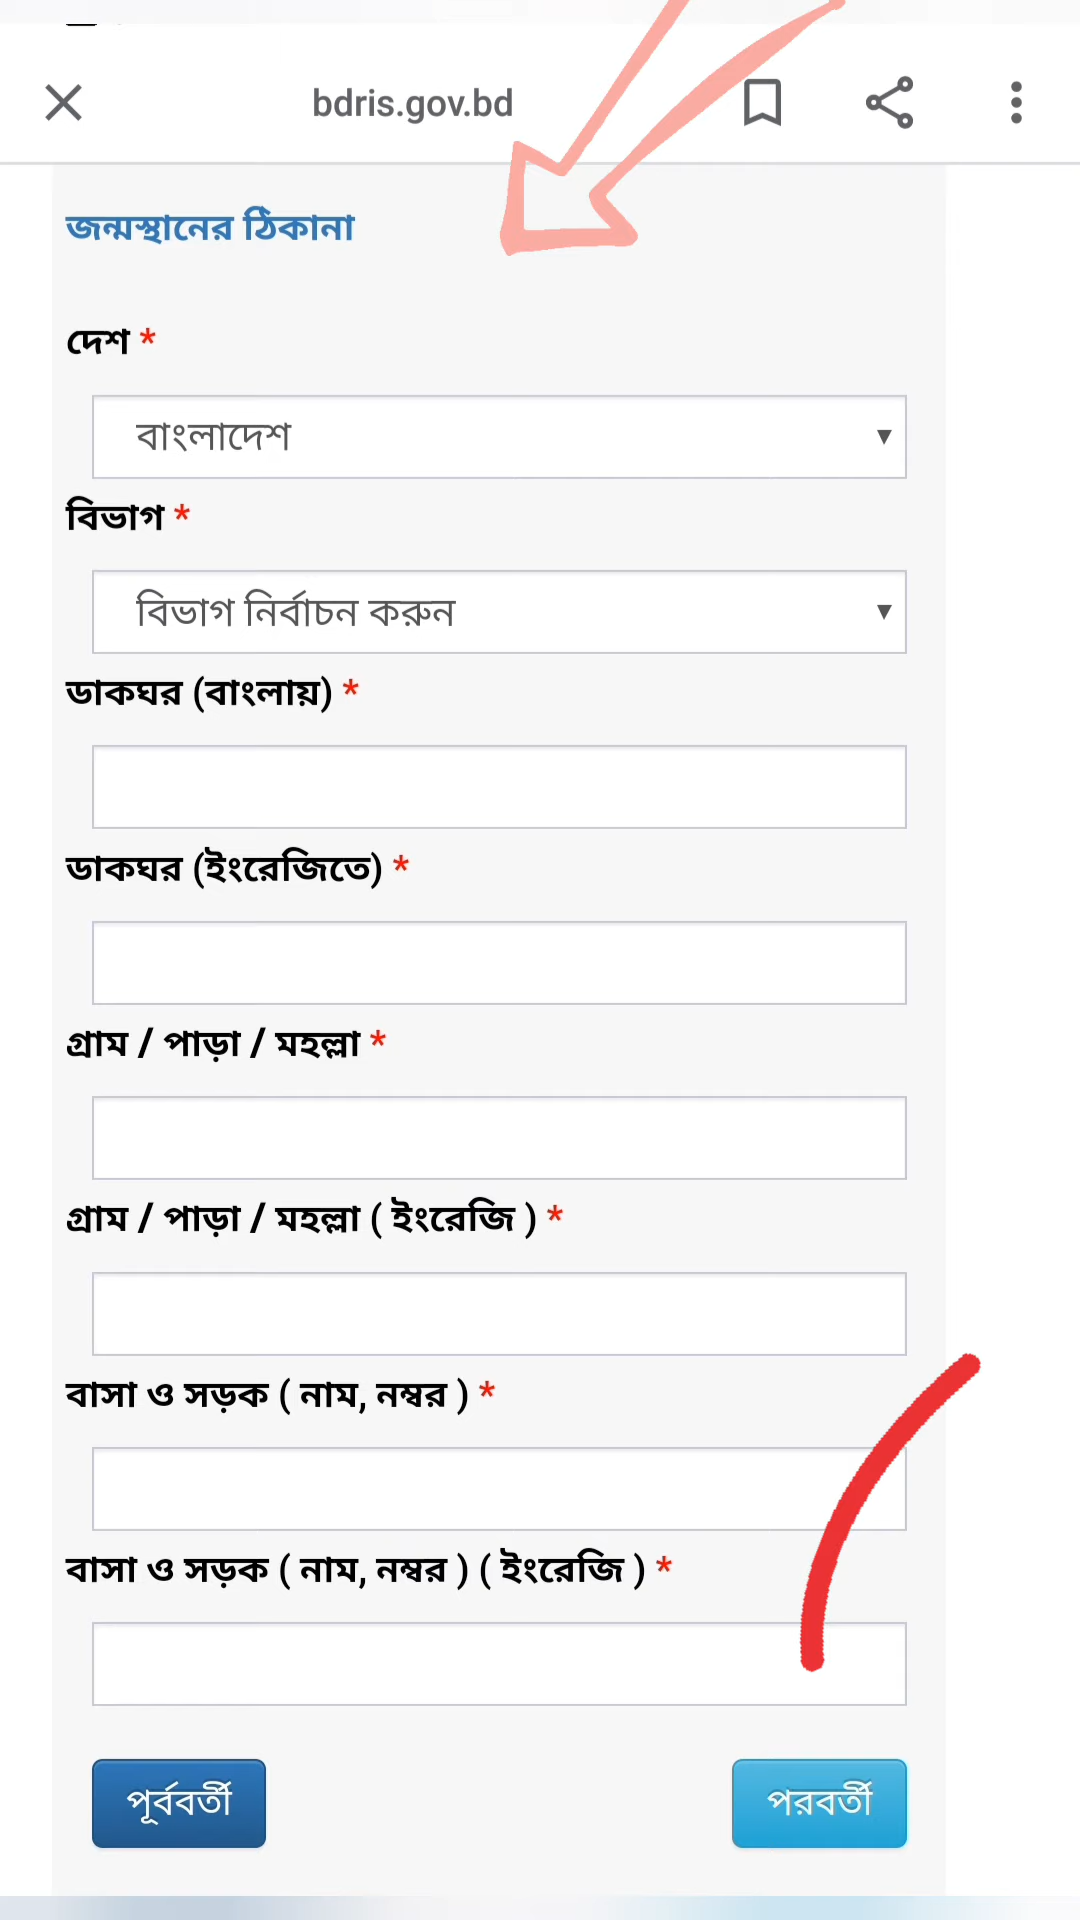 bdris.gov.bd
জন্মস্থানের ঠিকানা
দেশ *
বাংলাদেশ
বিভাগ *
বিভাগ নির্বাচন করুন
ডাকঘর (বাংলায়) *
ডাকঘর (ইংরেজিতে) *
গ্রাম / পাড়া / মহল্লা *
গ্রাম / পাড়া / মহল্লা ( ইংরেজি ) *
বাসা ও সড়ক ( নাম, নম্বর ) *
বাসা ও সড়ক ( নাম, নম্বর ) ( ইংরেজি ) *
পূর্ববর্তী পরবর্তী